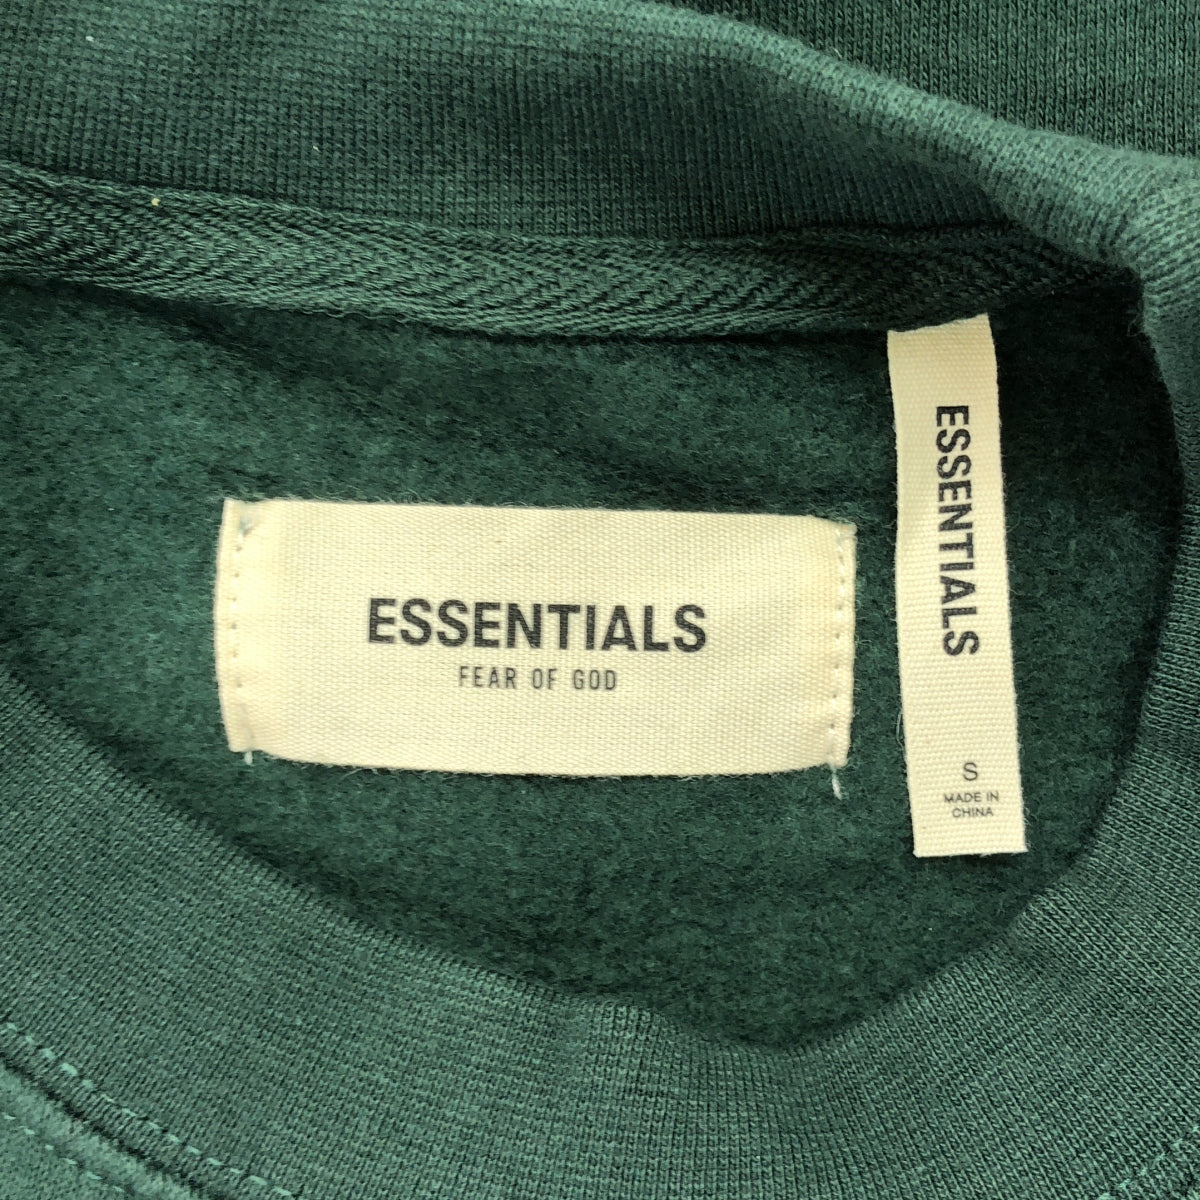 ESSENTIALS
FEAR OF GOD
ESSENTIALS
S
MADE IN
CHINA